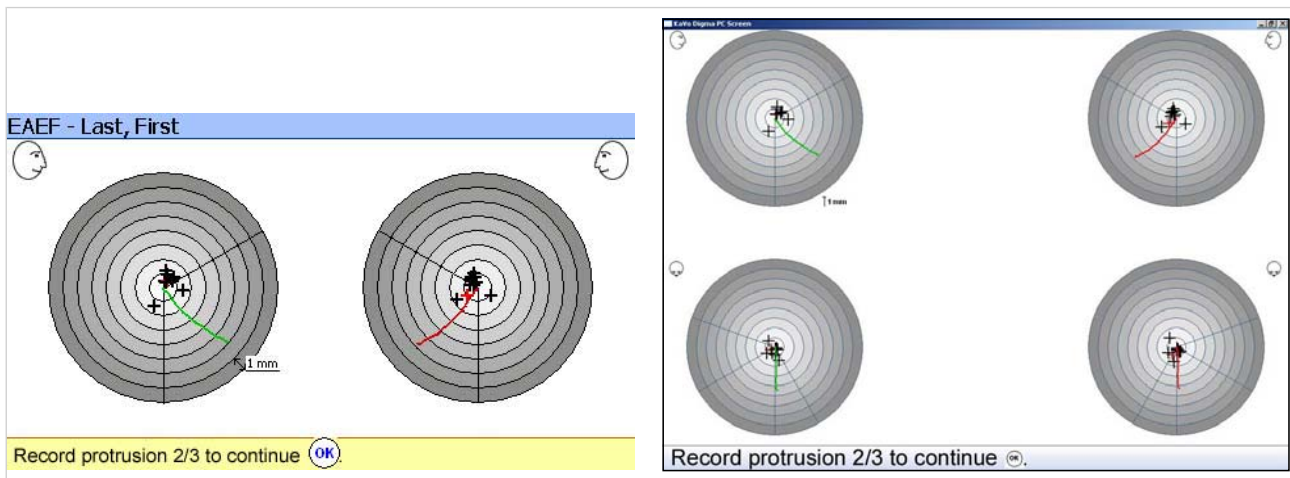 EAEF - Last, First
1 mm
Record protrusion 2/3 to continue OK.
KaVo Digma PC Screen
1 mm
Record protrusion 2/3 to continue OK.